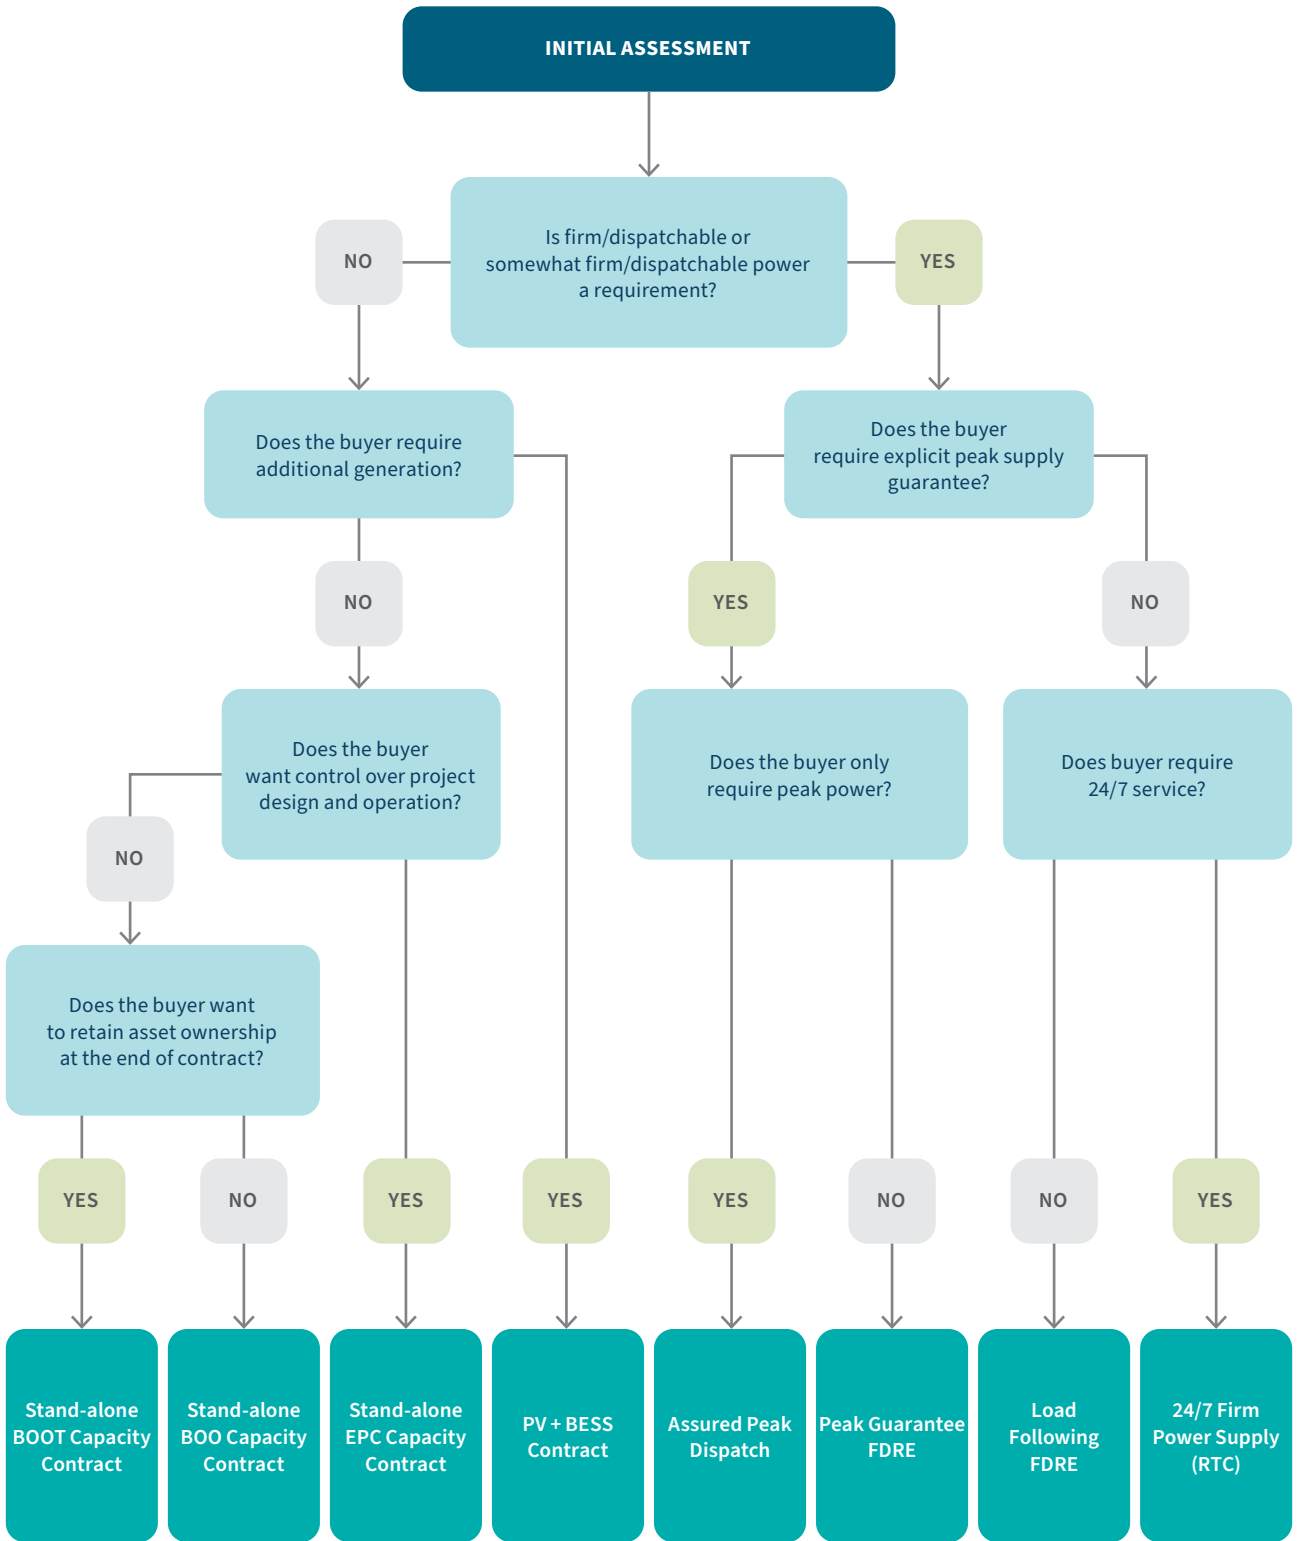 INITIAL ASSESSMENT
Is firm/dispatchable or
somewhat firm/dispatchable power
a requirement?
NO
YES
Does the buyer require
additional generation?
Does the buyer
require explicit peak supply
guarantee?
NO
YES
NO
Does the buyer
want control over project
design and operation?
Does the buyer only
require peak power?
Does buyer require
24/7 service?
NO
Does the buyer want
to retain asset ownership
at the end of contract?
YES
NO
YES
YES
YES
NO
NO
YES
Stand-alone
BOOT Capacity
Contract
Stand-alone
BOO Capacity
Contract
Stand-alone
EPC Capacity
Contract
PV + BESS
Contract
Assured Peak
Dispatch
Peak Guarantee
FDRE
Load
Following
FDRE
24/7 Firm
Power Supply
(RTC)